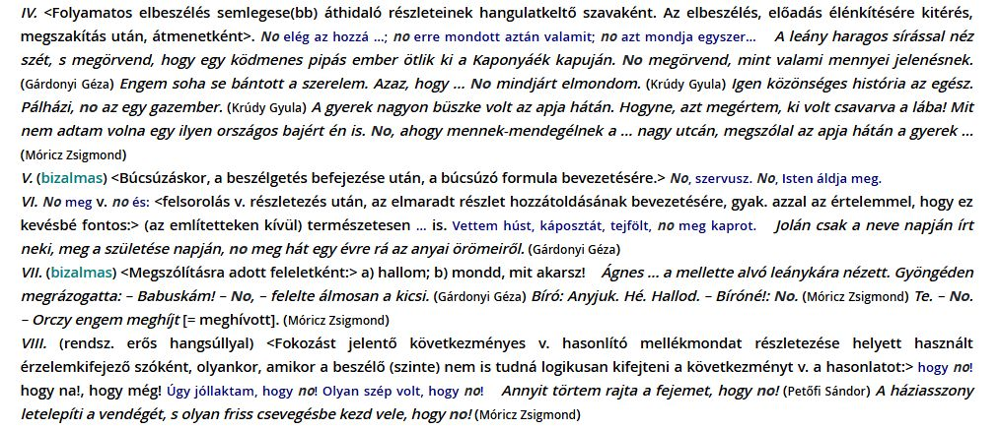 IV. <Folyamatos elbeszélés semlegese(bb) áthidaló részleteinek hangulatkeltő szavaként. Az elbeszélés, előadás élénkítésére kitérés,
megszakítás után, átmenetként>. No elég az hozzá …; no erre mondott aztán valamit; no azt mondja egyszer… A leány haragos sírással néz
szét, s megörvend, hogy egy ködmenes pipás ember ötlik ki a Kaponyáék kapuján. No megörvend, mint valami mennyei jelenésnek.
(Gárdonyi Géza) Engem soha se bántott a szerelem. Azaz, hogy … No mindjárt elmondom. (Krúdy Gyula) Igen közönséges história az egész.
Pálházi, no az egy gazember. (Krúdy Gyula) A gyerek nagyon büszke volt az apja hátán. Hogyne, azt megértem, ki volt csavarva a lába! Mit
nem adtam volna egy ilyen országos bajért én is. No, ahogy mennek-mendegélnek a … nagy utcán, megszólal az apja hátán a gyerek …
(Móricz Zsigmond)
V. (bizalmas) <Búcsúzáskor, a beszélgetés befejezése után, a búcsúzó formula bevezetésére.> No, szervusz. No, Isten áldja meg.
VI. No meg v. no és: <felsorolás v. részletezés után, az elmaradt részlet hozzátoldásának bevezetésére, gyak. azzal az értelemmel, hogy ez
kevésbé fontos:> (az említetteken kívül) természetesen … is. Vettem húst, káposztát, tejfölt, no meg kaprot. Jolán csak a neve napján írt
neki, meg a születése napján, no meg hát egy évre rá az anyai örömeiről. (Gárdonyi Géza)
VII. (bizalmas) <Megszólításra adott feleletként:> a) hallom; b) mondd, mit akarsz! Ágnes … a mellette alvó leánykára nézett. Gyöngéden
megrázogatta: – Babuskám! – No, – felelte álmosan a kicsi. (Gárdonyi Géza) Bíró: Anyjuk. Hé. Hallod. – Bíróné!: No. (Móricz Zsigmond) Te. – No.
– Orczy engem meghíjt [= meghívott]. (Móricz Zsigmond)
VIII. (rendsz. erős hangsúllyal) <Fokozást jelentő következményes v. hasonlító mellékmondat részletezése helyett használt
érzelemkifejező szóként, olyankor, amikor a beszélő (szinte) nem is tudná logikusan kifejteni a következményt v. a hasonlatot:> hogy no!
hogy na!, hogy még! Úgy jóllaktam, hogy no! Olyan szép volt, hogy no! Annyit törtem rajta a fejemet, hogy no! (Petőfi Sándor) A háziasszony
letelepíti a vendégét, s olyan friss csevegésbe kezd vele, hogy no! (Móricz Zsigmond)